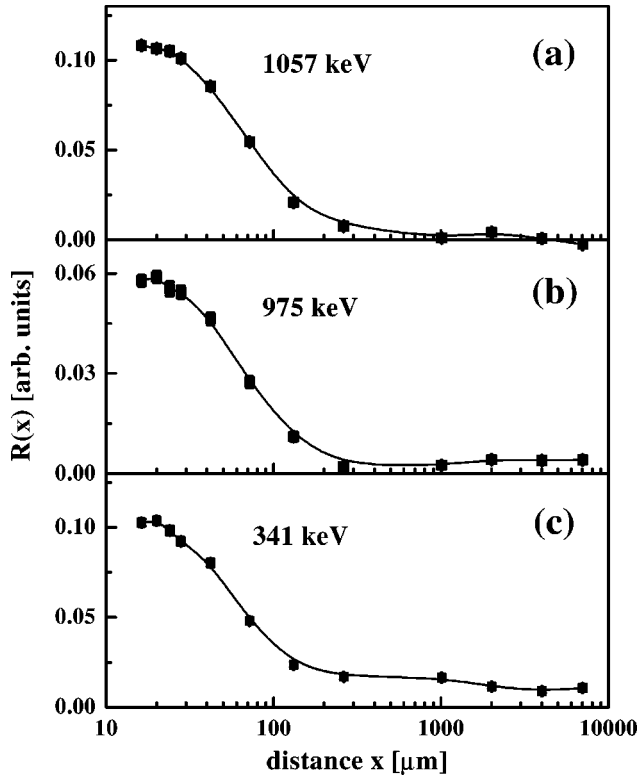 0.10
1057 keV
(a)
0.05
0.00
0.06
975 keV
(b)
0.03
0.00
R(x) [arb. units]
0.10
341 keV
(c)
0.05
0.00
10
100
1000
10000
distance x [μm]